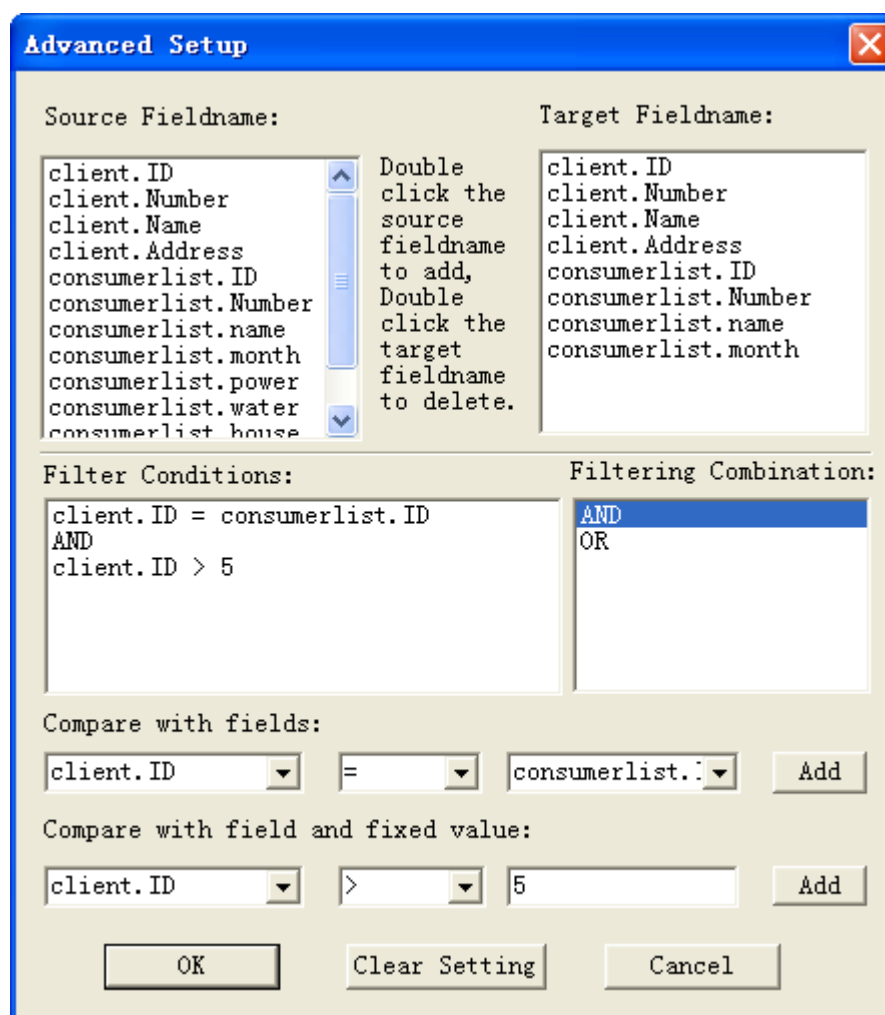 Advanced Setup
Source Fieldname:
client.ID
client.Number
client.Name
client.Address
consumerlist.ID
consumerlist.Number
consumerlist.name
consumerlist.month
consumerlist.power
consumerlist.water
consumerlist.house
Double
click the
source
fieldname
to add,
Double
click the
target
fieldname
to delete.
Target Fieldname:
client.ID
client.Number
client.Name
client.Address
consumerlist.ID
consumerlist.Number
consumerlist.name
consumerlist.month
Filter Conditions:
client.ID = consumerlist.ID
AND
client.ID > 5
Filtering Combination:
AND
OR
Compare with fields:
client.ID = consumerlist. Add
Compare with field and fixed value:
client.ID > 5 Add
OK Clear Setting Cancel